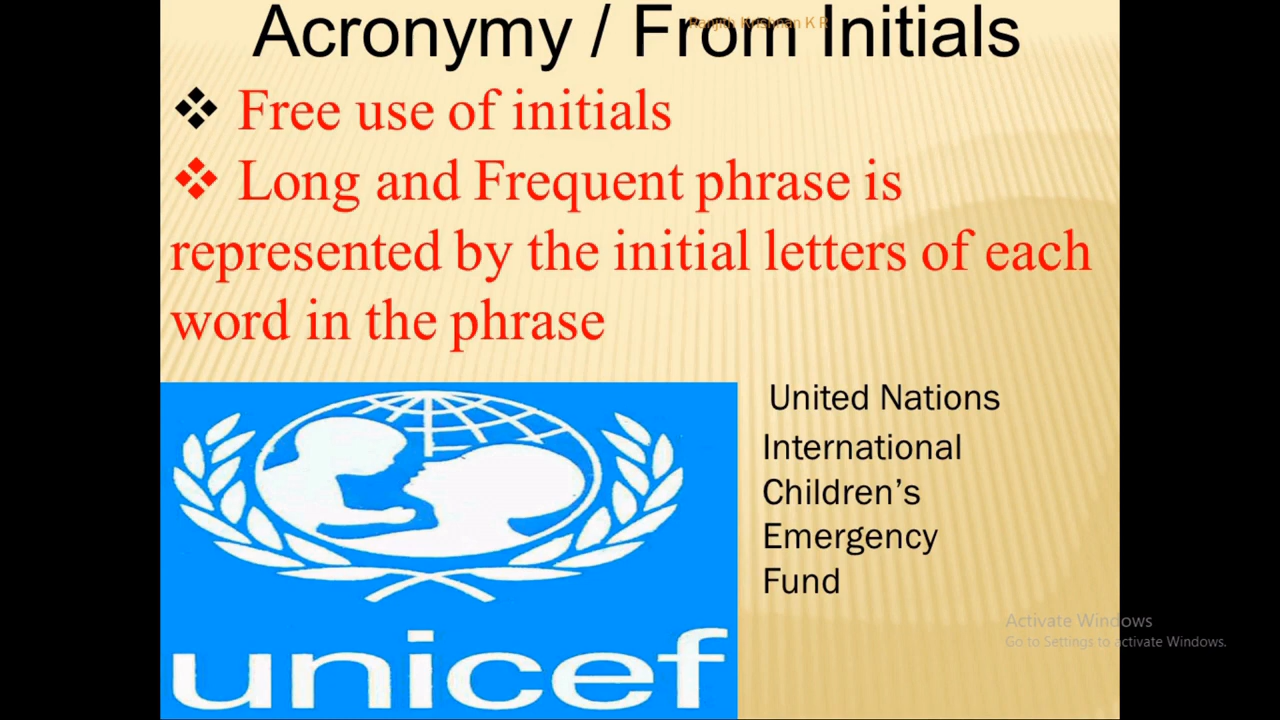 Acronymy / From Initials
Ranjith Krishnan K R
❖ Free use of initials
❖ Long and Frequent phrase is
represented by the initial letters of each
word in the phrase
United Nations
International
Children’s
Emergency
Fund
unicef
Activate Windows
Go to Settings to activate Windows.